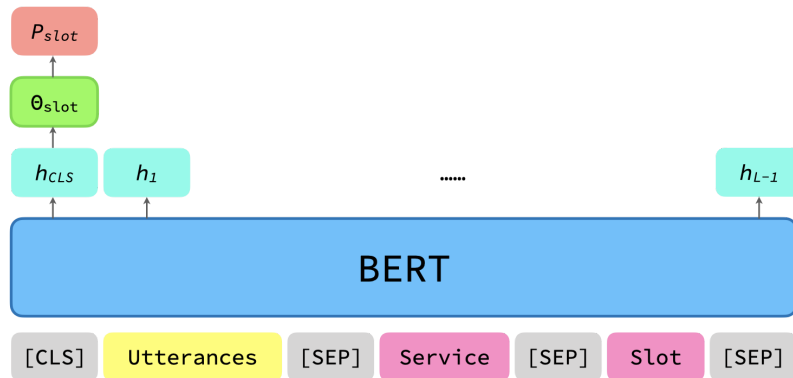 P_slot
Θ_slot
h_CLS h_1 …… h_L-1
BERT
[CLS] Utterances [SEP] Service [SEP] Slot [SEP]